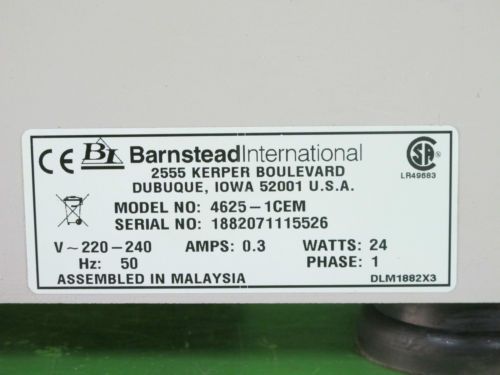 CE BI BarnsteadInternational
2555 KERPER BOULEVARD
DUBUQUE, IOWA 52001 U.S.A.
SA
LR49683
MODEL NO: 4625-1CEM
SERIAL NO: 1882071115526
V~220-240 AMPS: 0.3 WATTS: 24
Hz: 50 PHASE: 1
ASSEMBLED IN MALAYSIA DLM1882X3